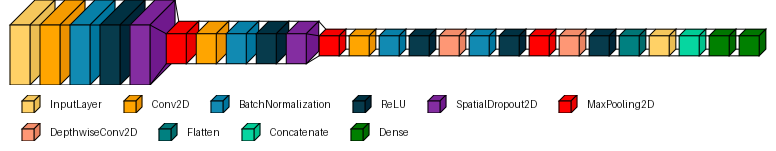 InputLayer Conv2D BatchNormalization ReLU SpatialDropout2D MaxPooling2D
DepthwiseConv2D Flatten Concatenate Dense